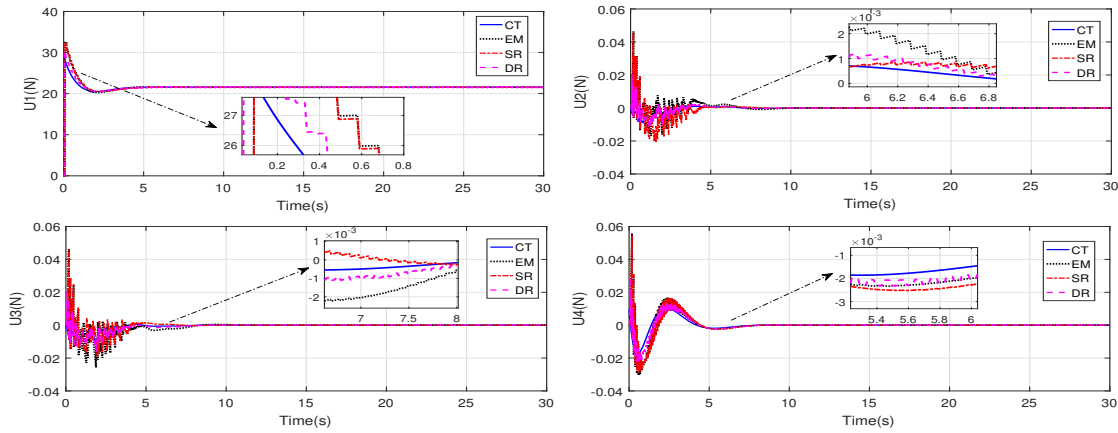 40
30
20
10
0
U1(N)
0 5 10 15 20 25 30
Time(s)
CT
EM
SR
DR
27
26
0.2 0.4 0.6 0.8
0.06
0.04
0.02
0
-0.02
-0.04
U2(N)
0 5 10 15 20 25 30
Time(s)
CT
EM
SR
DR
×10-3
2
1
0
6 6.2 6.4 6.6 6.8
0.06
0.04
0.02
0
-0.02
-0.04
U3(N)
0 5 10 15 20 25 30
Time(s)
CT
EM
SR
DR
×10-3
1
0
-1
-2
7 7.5 8
0.06
0.04
0.02
0
-0.02
-0.04
U4(N)
0 5 10 15 20 25 30
Time(s)
CT
EM
SR
DR
×10-3
-1
-2
-3
5.4 5.6 5.8 6